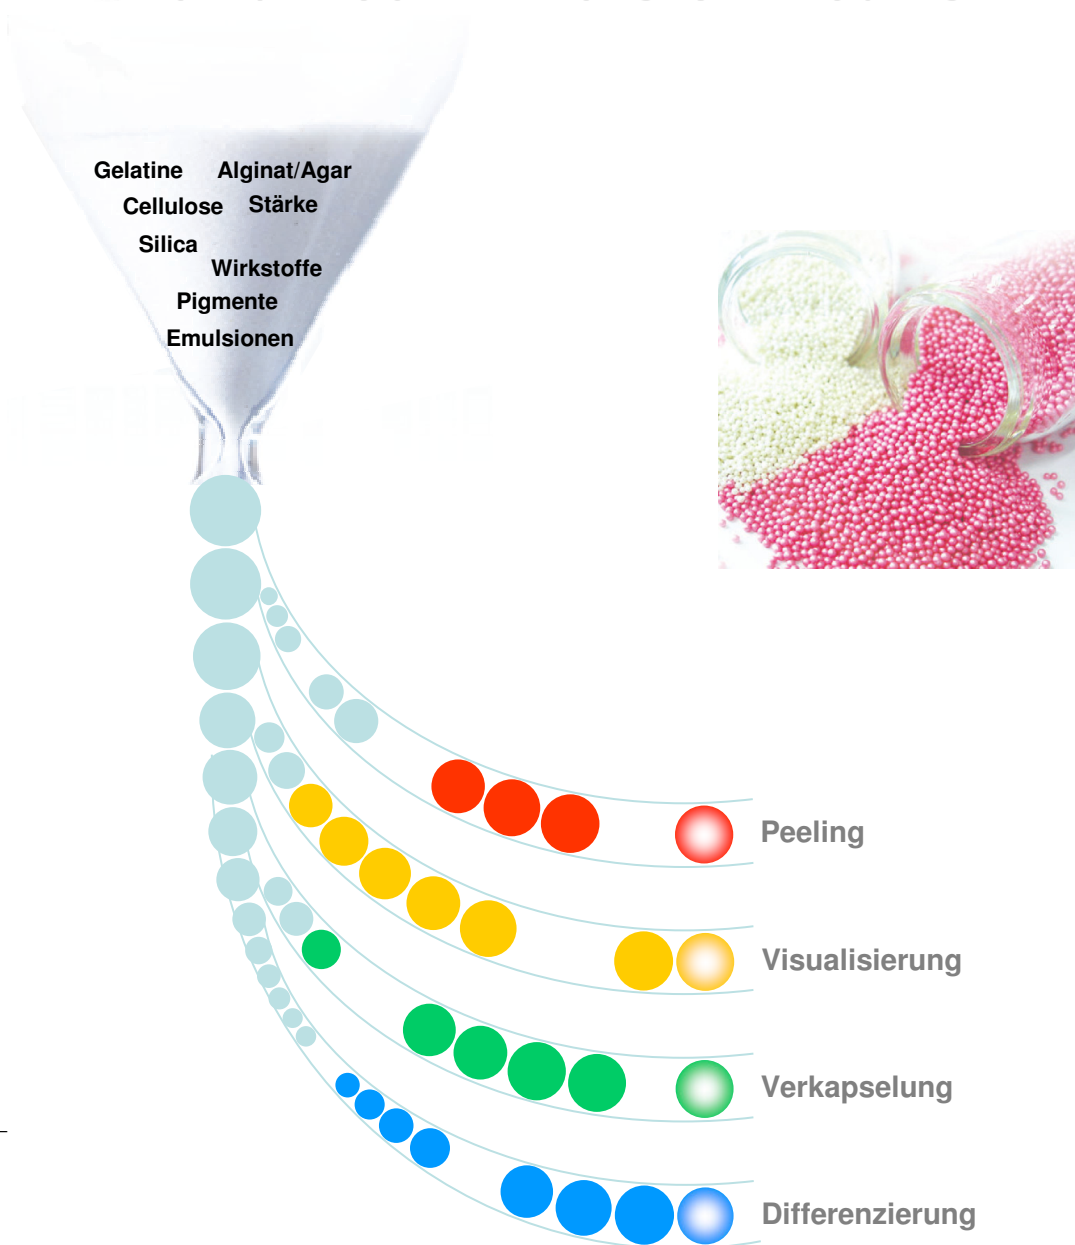 Gelatine Alginat/Agar
Cellulose Stärke
Silica
Wirkstoffe
Pigmente
Emulsionen
Peeling
Visualisierung
Verkapselung
Differenzierung